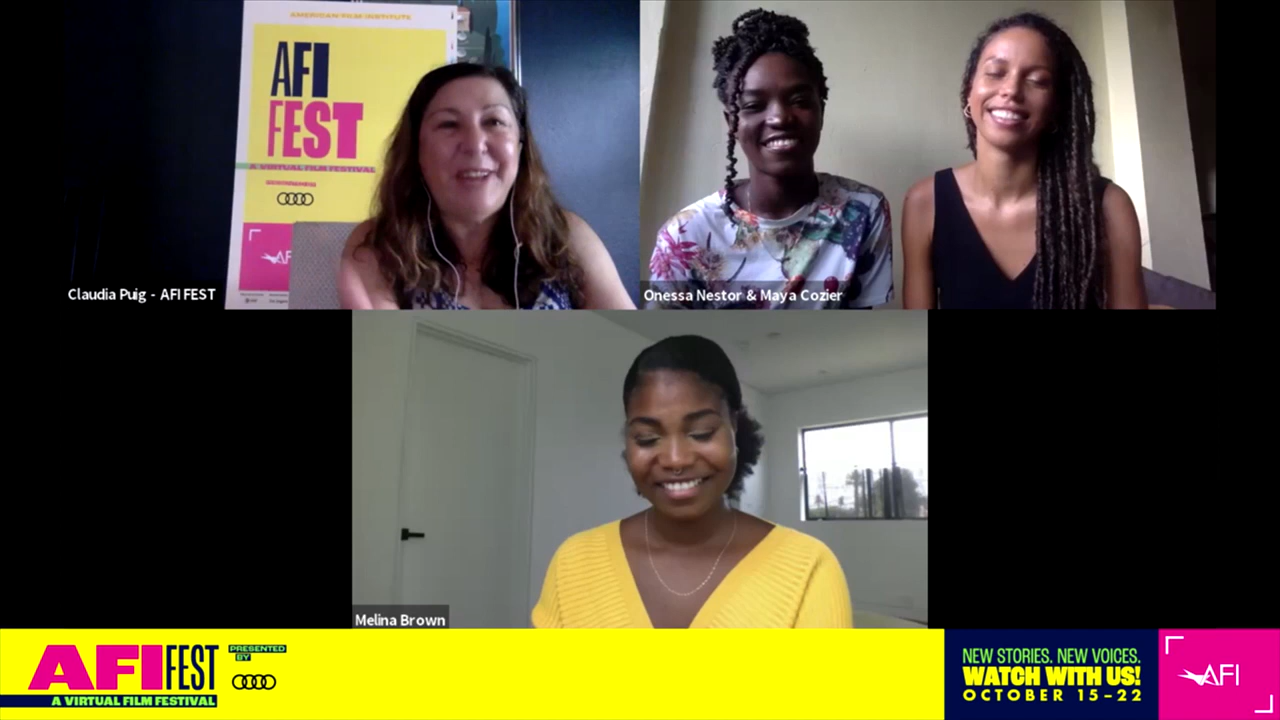 AMERICAN FILM INSTITUTE
AFI
FEST
A VIRTUAL FILM FESTIVAL
AFI
Claudia Puig - AFI FEST
Onessa Nestor & Maya Cozier
Melina Brown
AFI FEST
A VIRTUAL FILM FESTIVAL
PRESENTED
BY
NEW STORIES. NEW VOICES.
WATCH WITH US!
OCTOBER 15-22
AFI